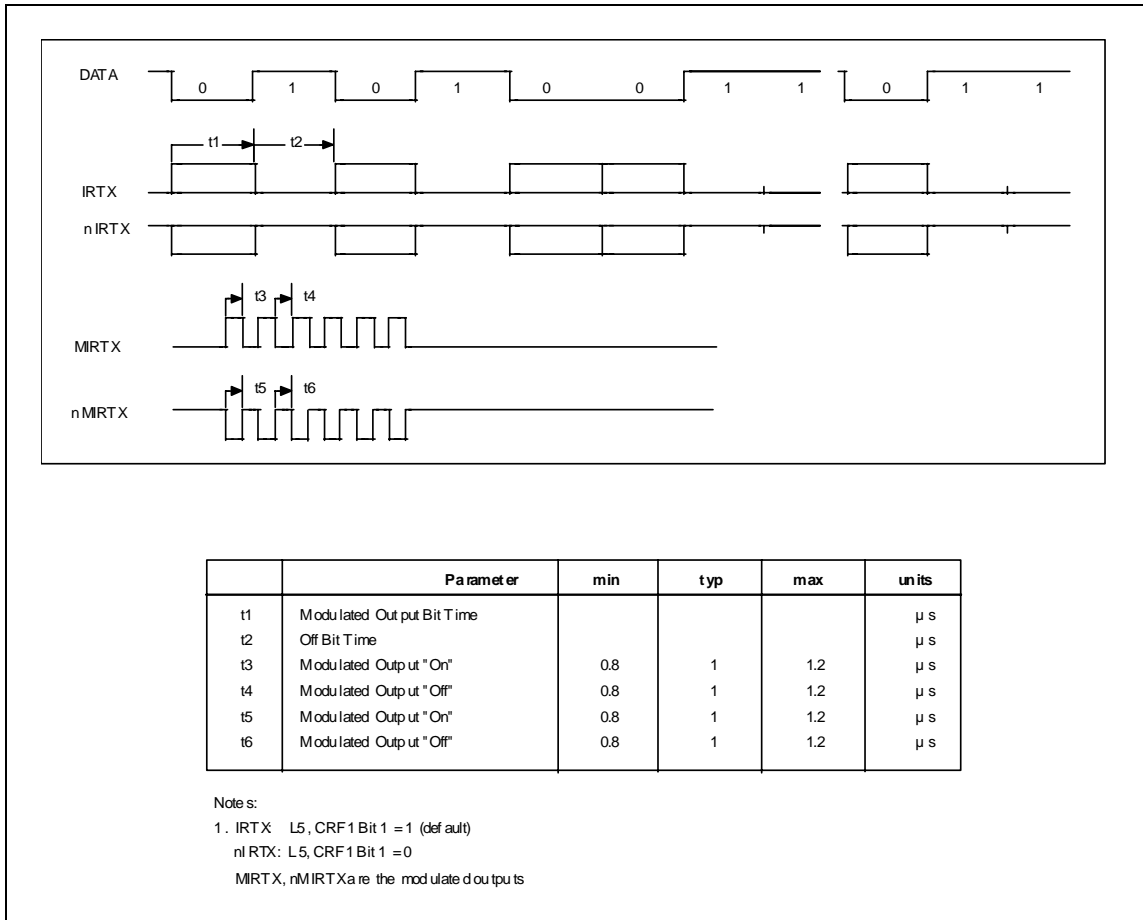 DATA
0 1 0 1 0 0 1 1 0 1 1
t1 t2
IRTX
nIRTX
t3 t4
MIRTX
t5 t6
nMIRTX
Parameter min typ max units
t1 Modulated Output Bit Time µs
t2 Off Bit Time µs
t3 Modulated Output "On" 0.8 1 1.2 µs
t4 Modulated Output "Off" 0.8 1 1.2 µs
t5 Modulated Output "On" 0.8 1 1.2 µs
t6 Modulated Output "Off" 0.8 1 1.2 µs
Notes:
1. IRTX: L5, CRF1 Bit 1 = 1 (default)
nIRTX: L5, CRF1 Bit 1 = 0
MIRTX, nMIRTX are the modulated outputs